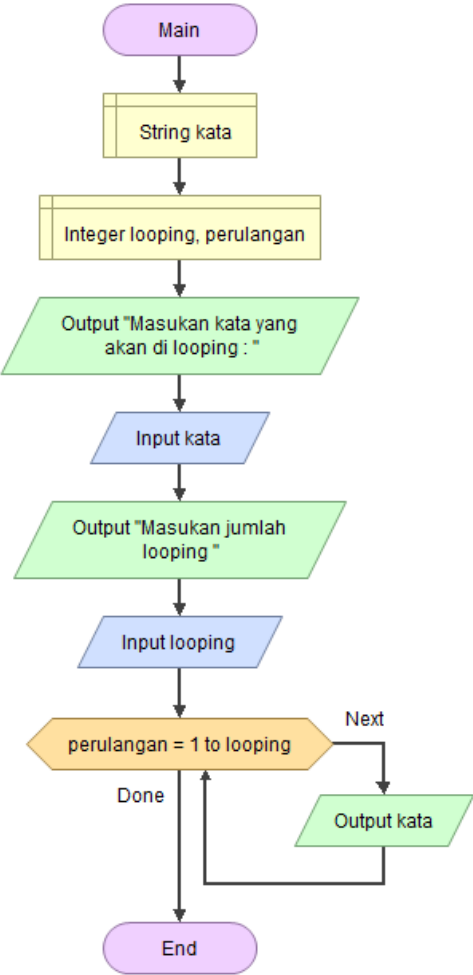 Main
String kata
Integer looping, perulangan
Output "Masukan kata yang
akan di looping : "
Input kata
Output "Masukan jumlah
looping "
Input looping
perulangan = 1 to looping
Next
Done
Output kata
End